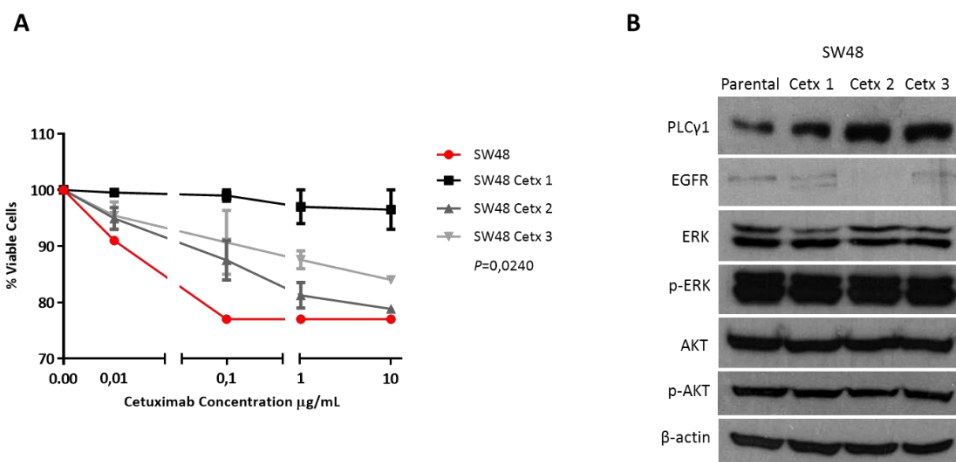 A
110
100
90
80
70
% Viable Cells
0.00
0,01
0,1
1
10
Cetuximab Concentration µg/mL
SW48
SW48 Cetx 1
SW48 Cetx 2
SW48 Cetx 3
P=0,0240
B
SW48
Parental Cetx 1 Cetx 2 Cetx 3
PLCγ1
EGFR
ERK
p-ERK
AKT
p-AKT
β-actin